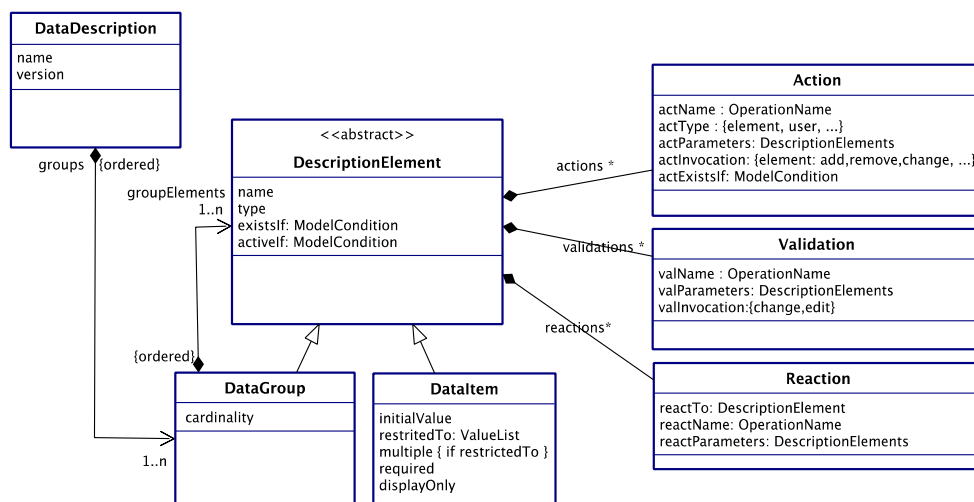 DataDescription
name
version
groups {ordered}
<<abstract>>
DescriptionElement
name
type
existsIf: ModelCondition
activeIf: ModelCondition
groupElements
1..n
actions *
validations *
reactions*
Action
actName : OperationName
actType : {element, user, ...}
actParameters: DescriptionElements
actInvocation: {element: add,remove,change, ...}
actExistsIf: ModelCondition
Validation
valName : OperationName
valParameters: DescriptionElements
valInvocation:{change,edit}
Reaction
reactTo: DescriptionElement
reactName: OperationName
reactParameters: DescriptionElements
{ordered}
DataGroup
cardinality
1..n
DataItem
initialValue
restritedTo: ValueList
multiple { if restrictedTo }
required
displayOnly